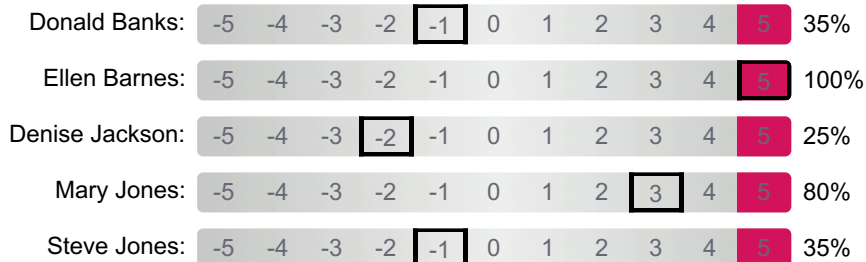 Donald Banks: -5 -4 -3 -2 -1 0 1 2 3 4 5 35%
Ellen Barnes: -5 -4 -3 -2 -1 0 1 2 3 4 5 100%
Denise Jackson: -5 -4 -3 -2 -1 0 1 2 3 4 5 25%
Mary Jones: -5 -4 -3 -2 -1 0 1 2 3 4 5 80%
Steve Jones: -5 -4 -3 -2 -1 0 1 2 3 4 5 35%